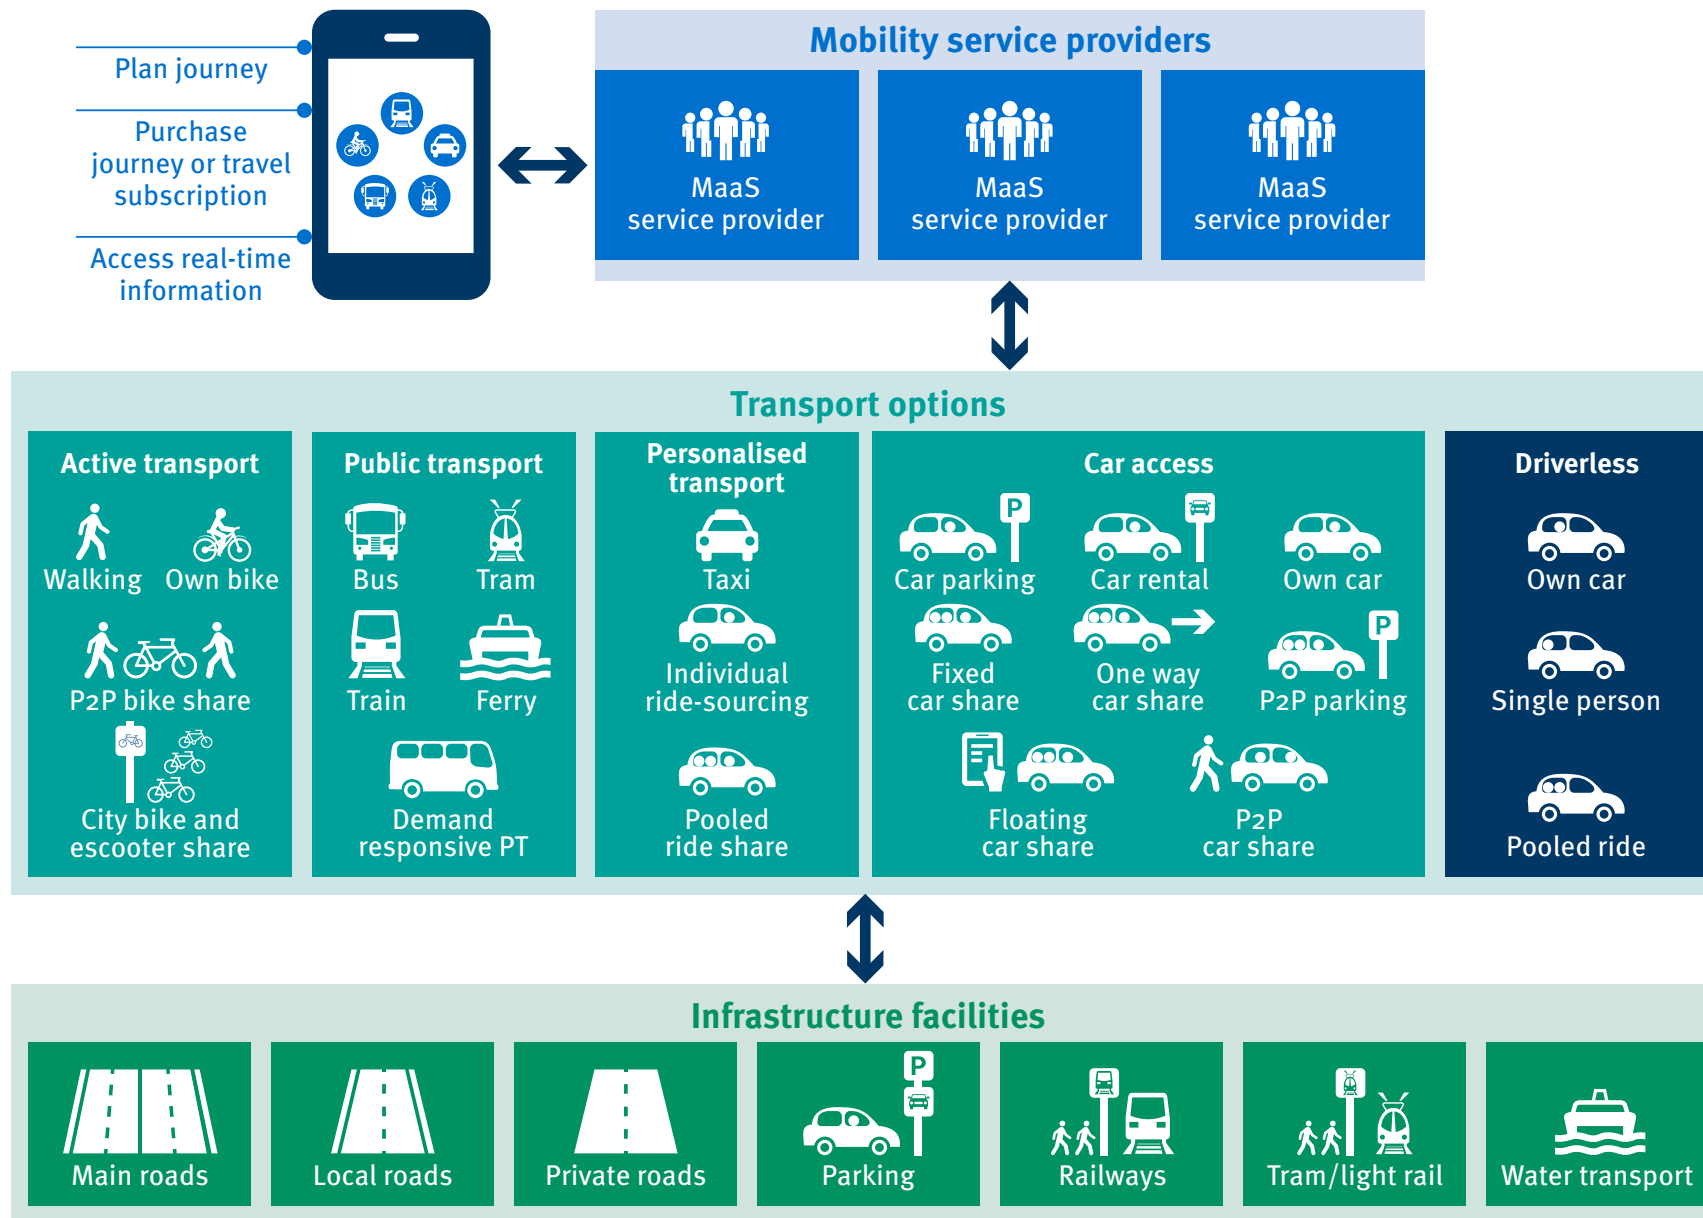 Plan journey
Purchase
journey or travel
subscription
Access real-time
information
Mobility service providers
MaaS
service provider
MaaS
service provider
MaaS
service provider
Transport options
Active transport
Walking
Own bike
P2P bike share
City bike and
escooter share
Public transport
Bus
Tram
Train
Ferry
Demand
responsive PT
Personalised
transport
Taxi
Individual
ride-sourcing
Pooled
ride share
Car access
P
Car parking
Car rental
Own car
Fixed
car share
One way
car share
P
P2P parking
Floating
car share
P2P
car share
Driverless
Own car
Single person
Pooled ride
Infrastructure facilities
Main roads
Local roads
Private roads
P
Parking
Railways
Tram/light rail
Water transport